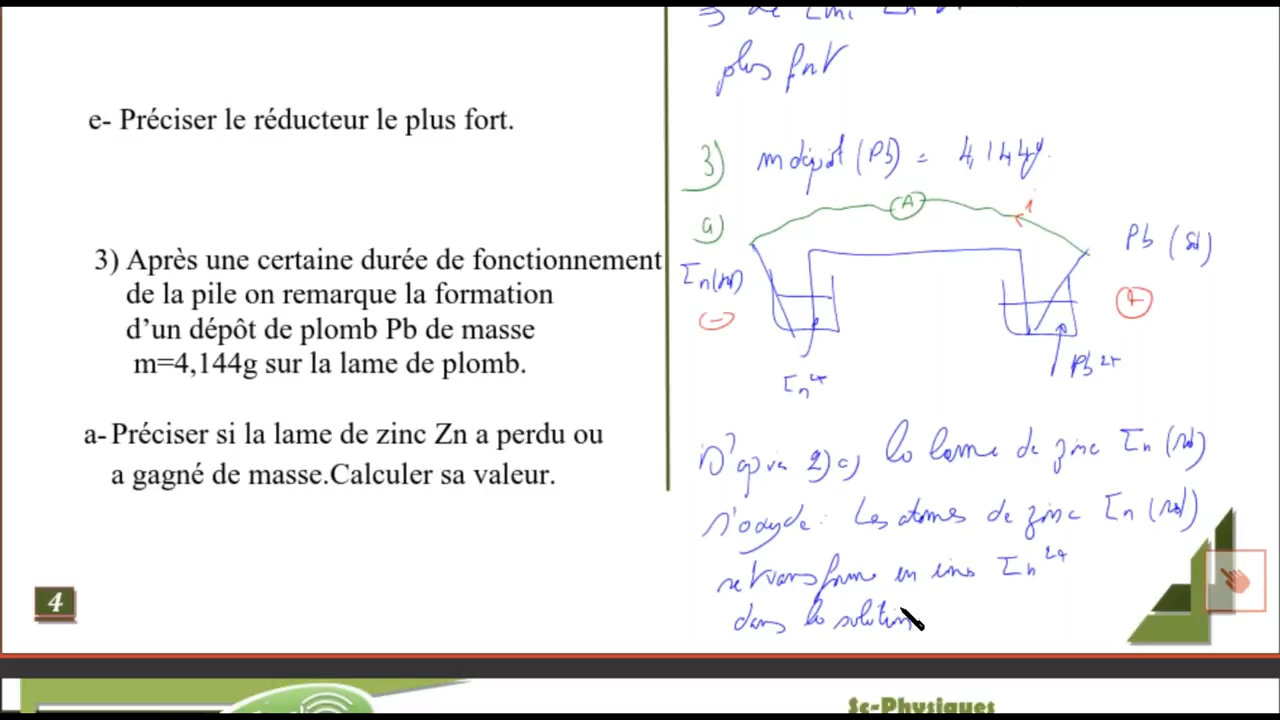 plus fort
e- Préciser le réducteur le plus fort.
3) Après une certaine durée de fonctionnement
de la pile on remarque la formation
d’un dépôt de plomb Pb de masse
m=4,144g sur la lame de plomb.
a- Préciser si la lame de zinc Zn a perdu ou
a gagné de masse.Calculer sa valeur.
4
3) m dépôt (Pb) = 4,144g.
a)
A
i
Zn(sd)
Pb (sd)
-
+
Zn2+
Pb2+
D'après 2) c) la lame de zinc Zn (sd)
s'oxyde: Les atomes de zinc Zn (sd)
se transforme en ions Zn2+
dans la solution
Sc-Physiques